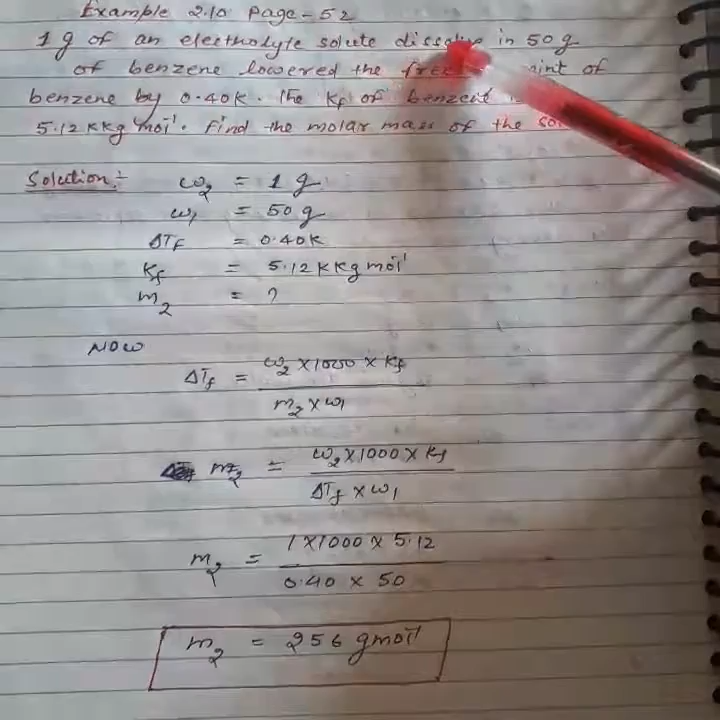 Example 2.10 Page-52
1 g of an electrolyte solute in 50 g
of benzene lowered the of
benzene by 0.40K. The Kf of
5.12 K Kg mol⁻¹. Find the molar mass of the
Solution:-
w₂ = 1 g
w₁ = 50 g
ΔTf = 0.40K
Kf = 5.12 K Kg mol⁻¹
m₂ = ?
NOW
ΔTf = w₂ × 1000 × Kf
m₂ × w₁
m₂ = w₂ × 1000 × Kf
ΔTf × w₁
m₂ = 1 × 1000 × 5.12
0.40 × 50
m₂ = 256 g mol⁻¹